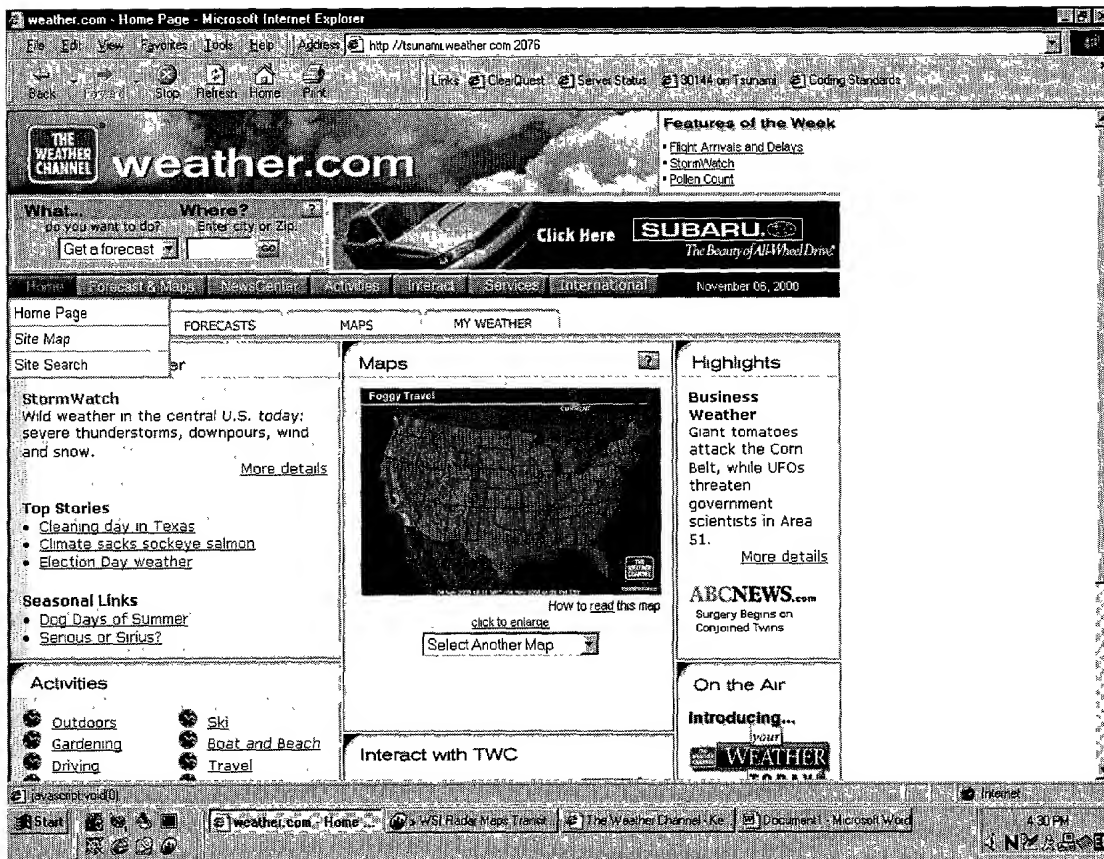 weather.com - Home Page - Microsoft Internet Explorer
File Edit View Favorites Tools Help Address http://tsunami.weather.com 2076
Back Forward Stop Refresh Home Print Links ClearQuest Server Status 30144 on Tsunami Coding Standards
THE WEATHER CHANNEL
weather.com
Features of the Week
Flight Arrivals and Delays
StormWatch
Pollen Count
What... Where? ?
do you want to do? Enter city or Zip.
Get a forecast GO
Click Here SUBARU.
The Beauty of All-Wheel Drive.
Home Forecast & Maps NewsCenter Activities Interact Services International November 06, 2000
Home Page
Site Map
Site Search
FORECASTS MAPS MY WEATHER
er
StormWatch
Wild weather in the central U.S. today:
severe thunderstorms, downpours, wind
and snow.
More details
Top Stories
Cleaning day in Texas
Climate sacks sockeye salmon
Election Day weather
Seasonal Links
Dog Days of Summer
Serious or Sirius?
Activities
Outdoors Ski
Gardening Boat and Beach
Driving Travel
Maps ?
Foggy Travel
THE WEATHER CHANNEL
How to read this map
click to enlarge
Select Another Map
Interact with TWC
Highlights
Business
Weather
Giant tomatoes
attack the Corn
Belt, while UFOs
threaten
government
scientists in Area
51.
More details
ABCNEWS.com
Surgery Begins on
Conjoined Twins
On the Air
Introducing...
your
WEATHER
TODAY
javascript:void(0)
Internet
Start weather.com - Home ... WSI Radar Maps Transit The Weather Channel - Ke Document1 - Microsoft Word 4:30 PM